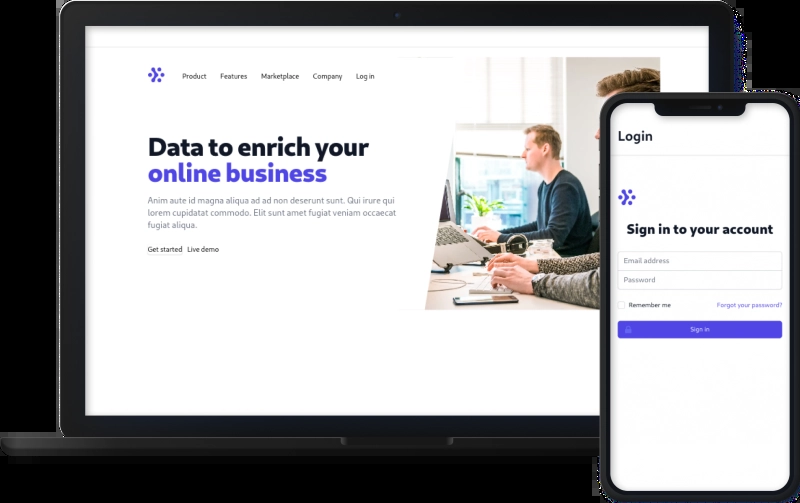 Product Features Marketplace Company Log in
Data to enrich your
online business
Anim aute id magna aliqua ad ad non deserunt sunt. Qui irure qui
lorem cupidatat commodo. Elit sunt amet fugiat veniam occaecat
fugiat aliqua.
Get started Live demo
Login
Sign in to your account
Email address
Password
Remember me Forgot your password?
Sign in